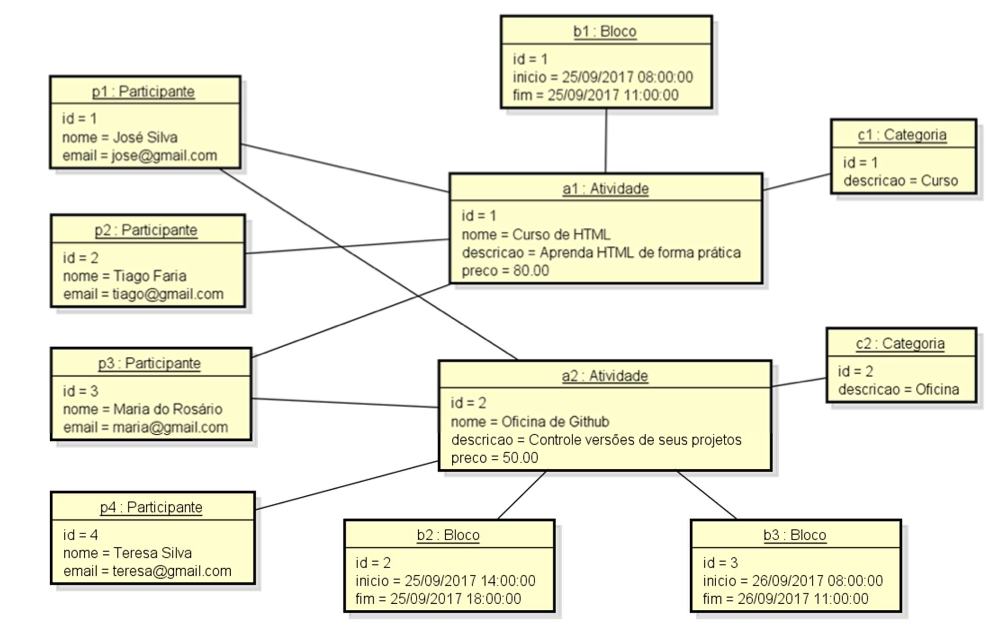 b1 : Bloco
id = 1
inicio = 25/09/2017 08:00:00
fim = 25/09/2017 11:00:00
p1 : Participante
id = 1
nome = José Silva
email = jose@gmail.com
c1 : Categoria
id = 1
descricao = Curso
a1 : Atividade
id = 1
nome = Curso de HTML
descricao = Aprenda HTML de forma prática
preco = 80.00
p2 : Participante
id = 2
nome = Tiago Faria
email = tiago@gmail.com
p3 : Participante
id = 3
nome = Maria do Rosário
email = maria@gmail.com
c2 : Categoria
id = 2
descricao = Oficina
a2 : Atividade
id = 2
nome = Oficina de Github
descricao = Controle versões de seus projetos
preco = 50.00
p4 : Participante
id = 4
nome = Teresa Silva
email = teresa@gmail.com
b2 : Bloco
id = 2
inicio = 25/09/2017 14:00:00
fim = 25/09/2017 18:00:00
b3 : Bloco
id = 3
inicio = 26/09/2017 08:00:00
fim = 26/09/2017 11:00:00